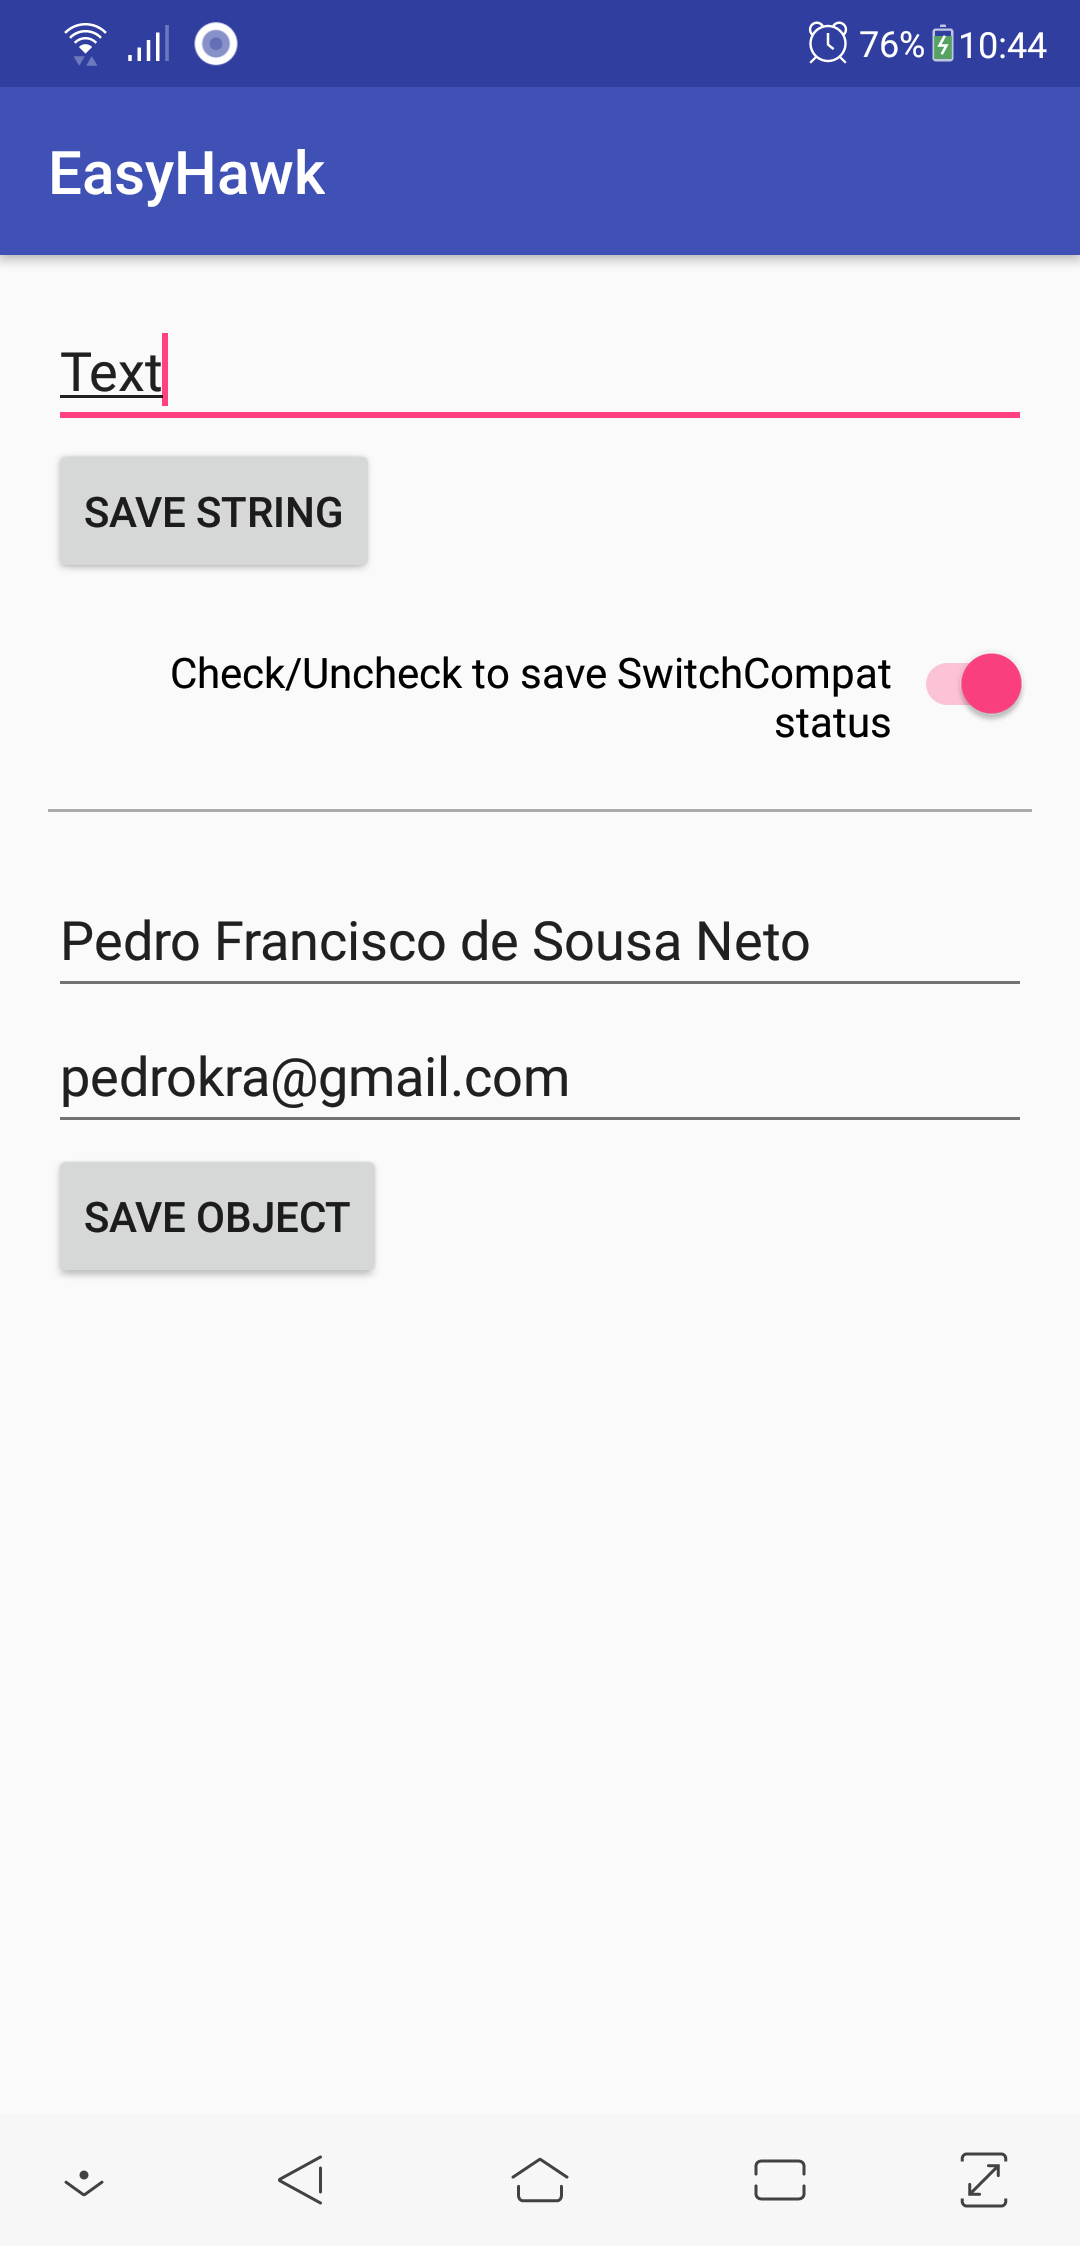 76% 10:44
EasyHawk
Text
SAVE STRING
Check/Uncheck to save SwitchCompat
status
Pedro Francisco de Sousa Neto
pedrokra@gmail.com
SAVE OBJECT